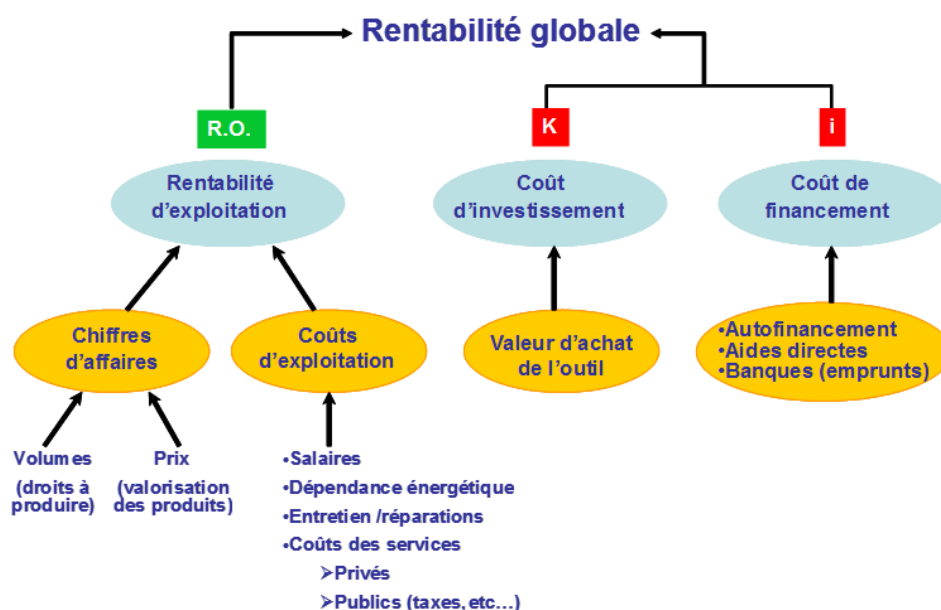 Rentabilité globale
R.O.
K
i
Rentabilité
d'exploitation
Coût
d'investissement
Coût de
financement
Chiffres
d'affaires
Coûts
d'exploitation
Valeur d'achat
de l'outil
•Autofinancement
•Aides directes
•Banques (emprunts)
Volumes
(droits à
produire)
Prix
(valorisation
des produits)
•Salaires
•Dépendance énergétique
•Entretien /réparations
•Coûts des services
➢Privés
➢Publics (taxes, etc…)